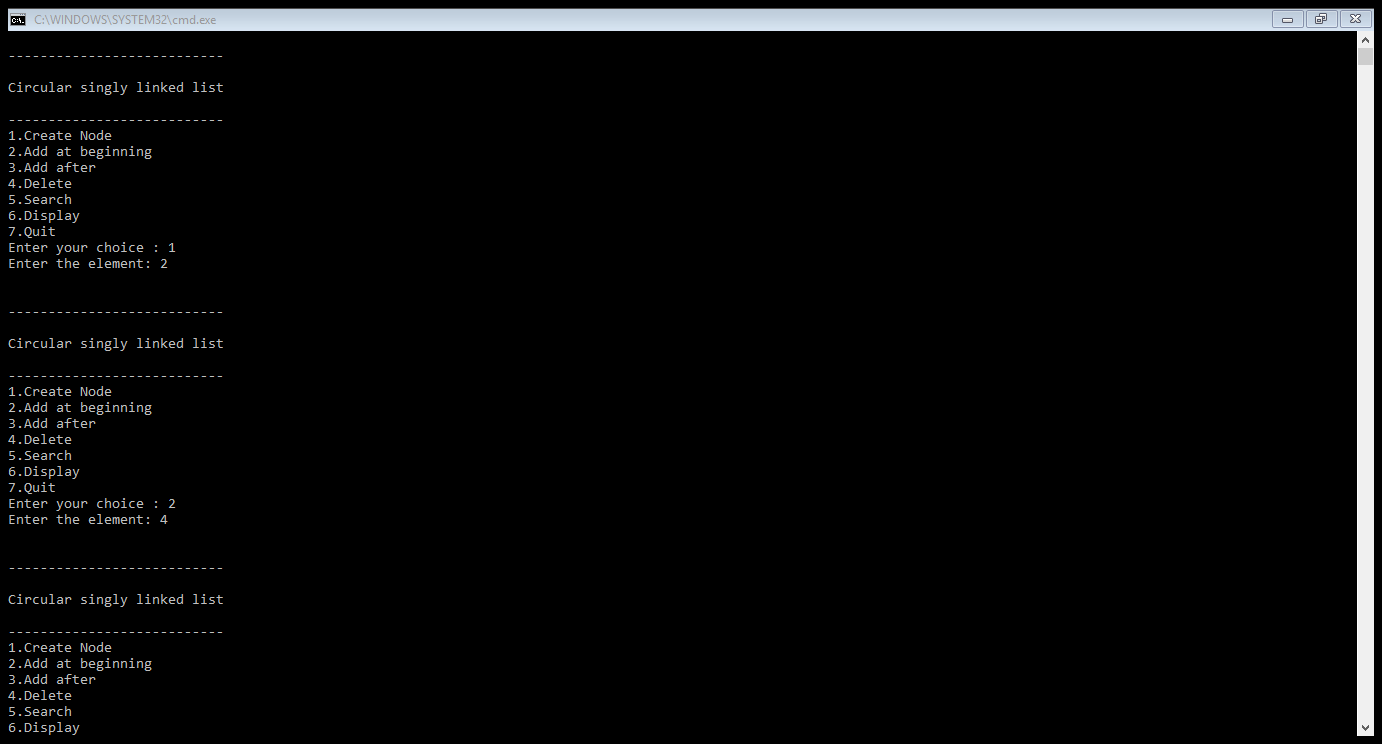 C:\WINDOWS\SYSTEM32\cmd.exe
---------------------------
Circular singly linked list
---------------------------
1.Create Node
2.Add at beginning
3.Add after
4.Delete
5.Search
6.Display
7.Quit
Enter your choice : 1
Enter the element: 2
---------------------------
Circular singly linked list
---------------------------
1.Create Node
2.Add at beginning
3.Add after
4.Delete
5.Search
6.Display
7.Quit
Enter your choice : 2
Enter the element: 4
---------------------------
Circular singly linked list
---------------------------
1.Create Node
2.Add at beginning
3.Add after
4.Delete
5.Search
6.Display